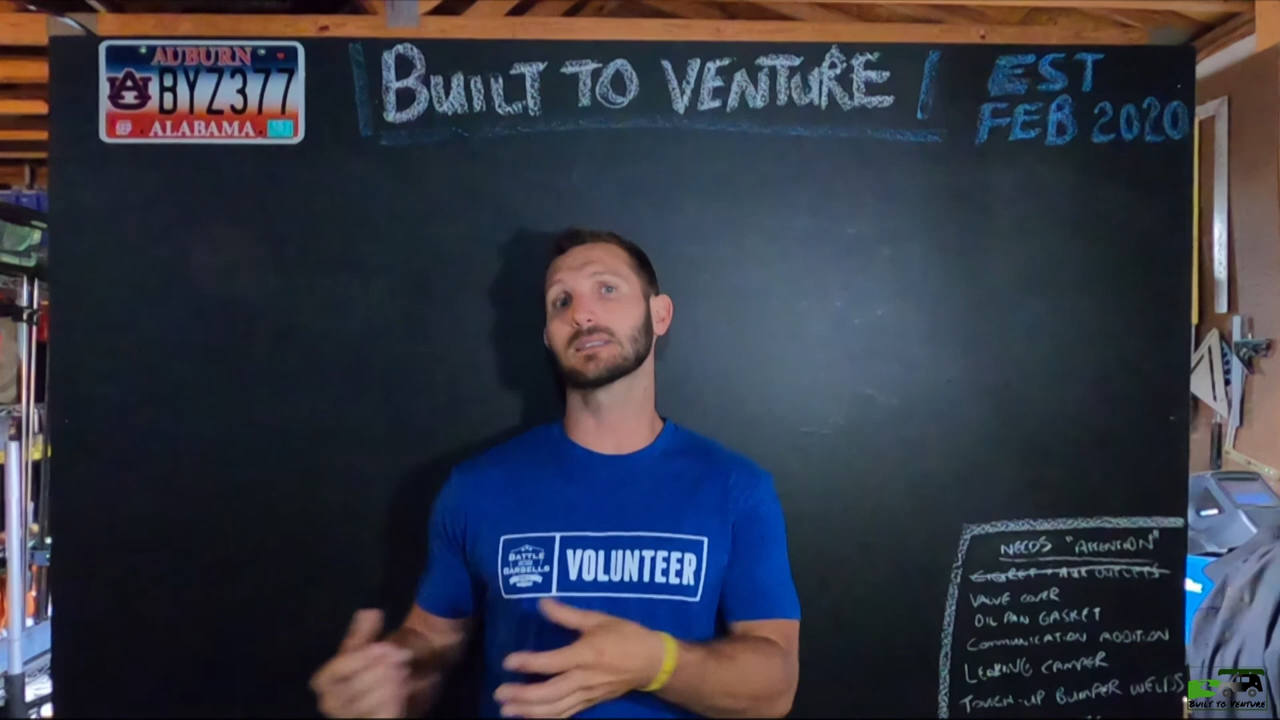 AUBURN
BYZ377
ALABAMA
BUILT TO VENTURE
EST
FEB 2020
BATTLE
BARBELLS
VOLUNTEER
NEEDS "ATTENTION"
VALVE COVER
OIL PAN GASKET
COMMUNICATION ADDITION
LEAKING CAMPER
TOUCH-UP BUMPER WELDS
BUILT TO VENTURE